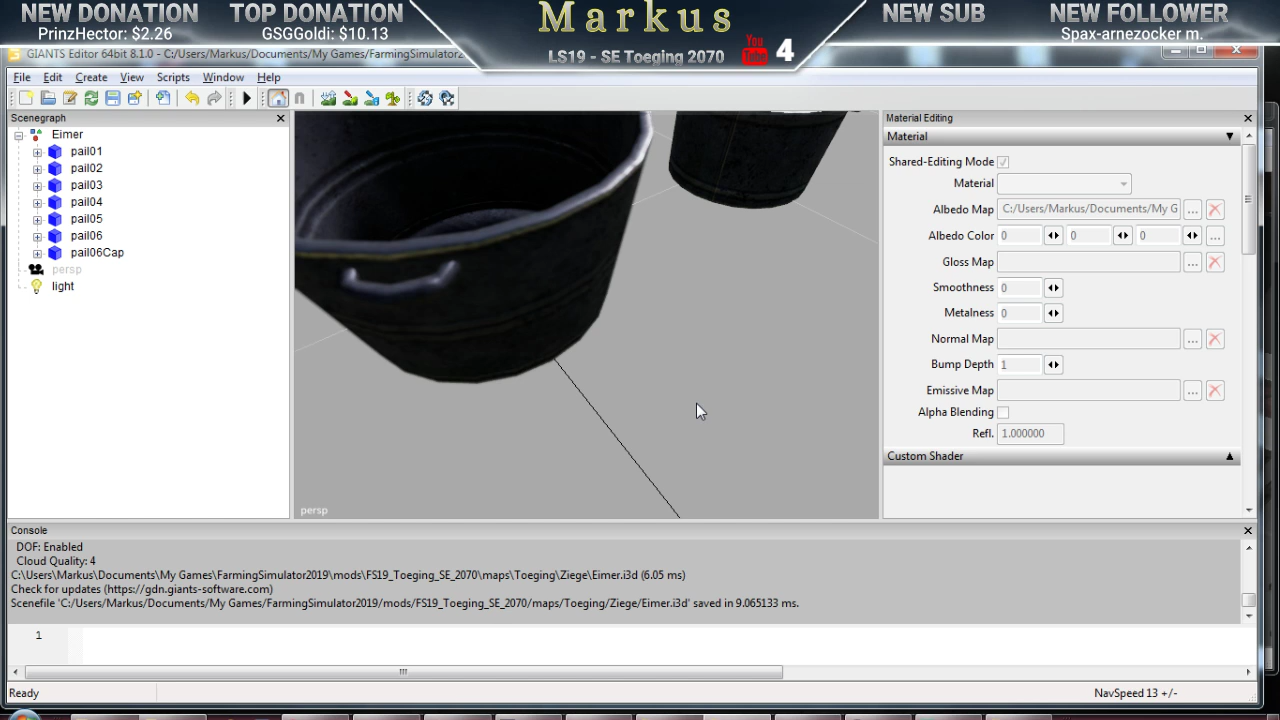 NEW DONATION
PrinzHector: $2.26
TOP DONATION
GSGGoldi: $10.13
Markus
LS19 - SE Toeging 2070
You Tube
4
NEW SUB
NEW FOLLOWER
Spax-arnezocker m.
GIANTS Editor 64bit 8.1.0 - C:/Users/Markus/Documents/My Games/FarmingSimulator2
File Edit Create View Scripts Window Help
Scenegraph
Eimer
pail01
pail02
pail03
pail04
pail05
pail06
pail06Cap
persp
light
persp
Material Editing
Material
Shared-Editing Mode
Material
Albedo Map C:/Users/Markus/Documents/My G ...
Albedo Color 0 0 0 ...
Gloss Map ...
Smoothness 0
Metalness 0
Normal Map ...
Bump Depth 1
Emissive Map ...
Alpha Blending
Refl. 1.000000
Custom Shader
Console
DOF: Enabled
Cloud Quality: 4
C:\Users\Markus\Documents\My Games\FarmingSimulator2019\mods\FS19_Toeging_SE_2070\maps\Toeging\Ziege\Eimer.i3d (6.05 ms)
Check for updates (https://gdn.giants-software.com)
Scenefile 'C:/Users/Markus/Documents/My Games/FarmingSimulator2019/mods/FS19_Toeging_SE_2070/maps/Toeging/Ziege/Eimer.i3d' saved in 9.065133 ms.
1
Ready
NavSpeed 13 +/-